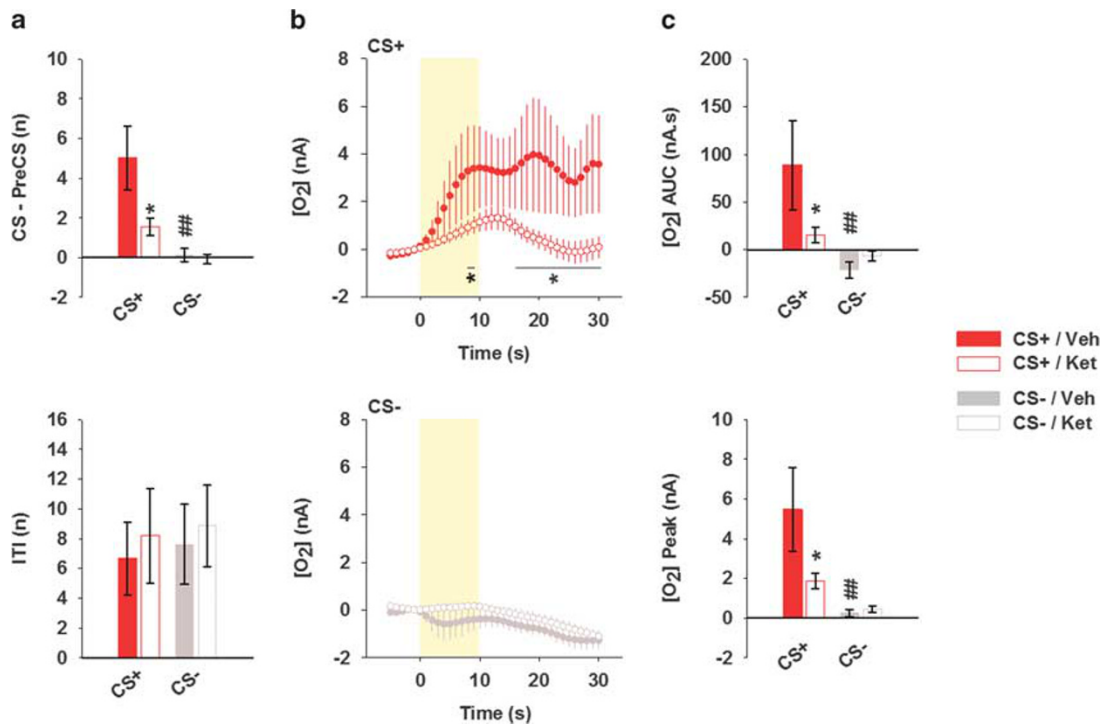 a
CS - PreCS (n)
10
8
6
4
2
0
-2
*
##
CS+
CS-
b
CS+
[O2] (nA)
8
6
4
2
0
-2
*
*
0
10
20
30
Time (s)
c
[O2] AUC (nA.s)
200
150
100
50
0
-50
*
##
CS+
CS-
CS+ / Veh
CS+ / Ket
CS- / Veh
CS- / Ket
ITI (n)
16
14
12
10
8
6
4
2
0
CS+
CS-
CS-
[O2] (nA)
8
6
4
2
0
-2
0
10
20
30
Time (s)
[O2] Peak (nA)
10
8
6
4
2
0
-2
*
##
CS+
CS-